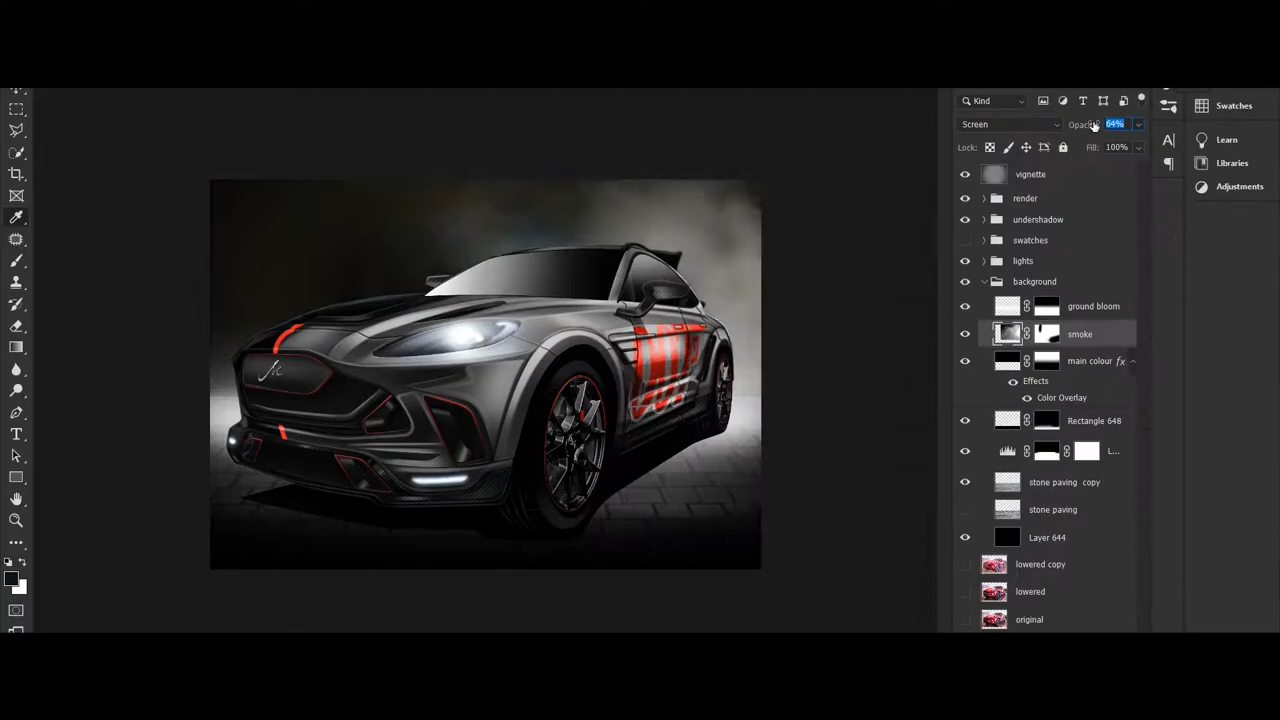 Kind
Swatches
Screen
Opacity
64%
Learn
Lock:
Fill: 100%
Libraries
vignette
Adjustments
render
undershadow
swatches
lights
background
ground bloom
smoke
main colour fx
Effects
Color Overlay
Rectangle 648
L...
stone paving copy
stone paving
Layer 644
lowered copy
lowered
original